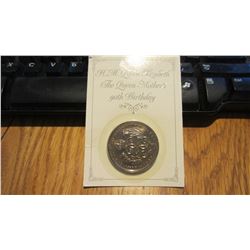 H.M. Queen Elizabeth
The Queen Mother's
90th Birthday